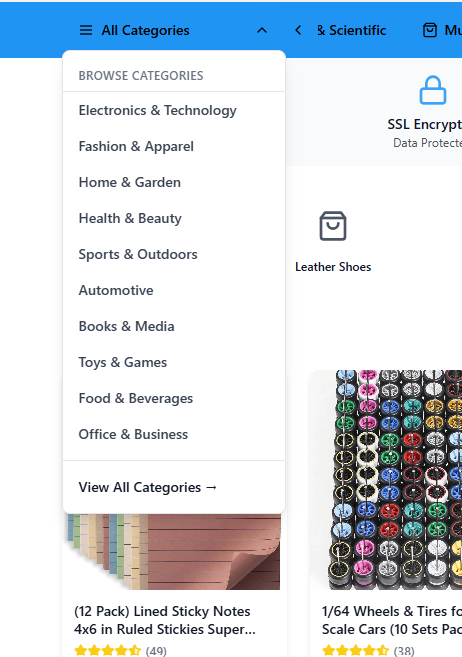 All Categories
& Scientific
BROWSE CATEGORIES
Electronics & Technology
Fashion & Apparel
Home & Garden
Health & Beauty
Sports & Outdoors
Automotive
Books & Media
Toys & Games
Food & Beverages
Office & Business
View All Categories →
SSL Encrypt
Data Protecte
Leather Shoes
(12 Pack) Lined Sticky Notes
4x6 in Ruled Stickies Super...
(49)
1/64 Wheels & Tires fo
Scale Cars (10 Sets Pac
(38)